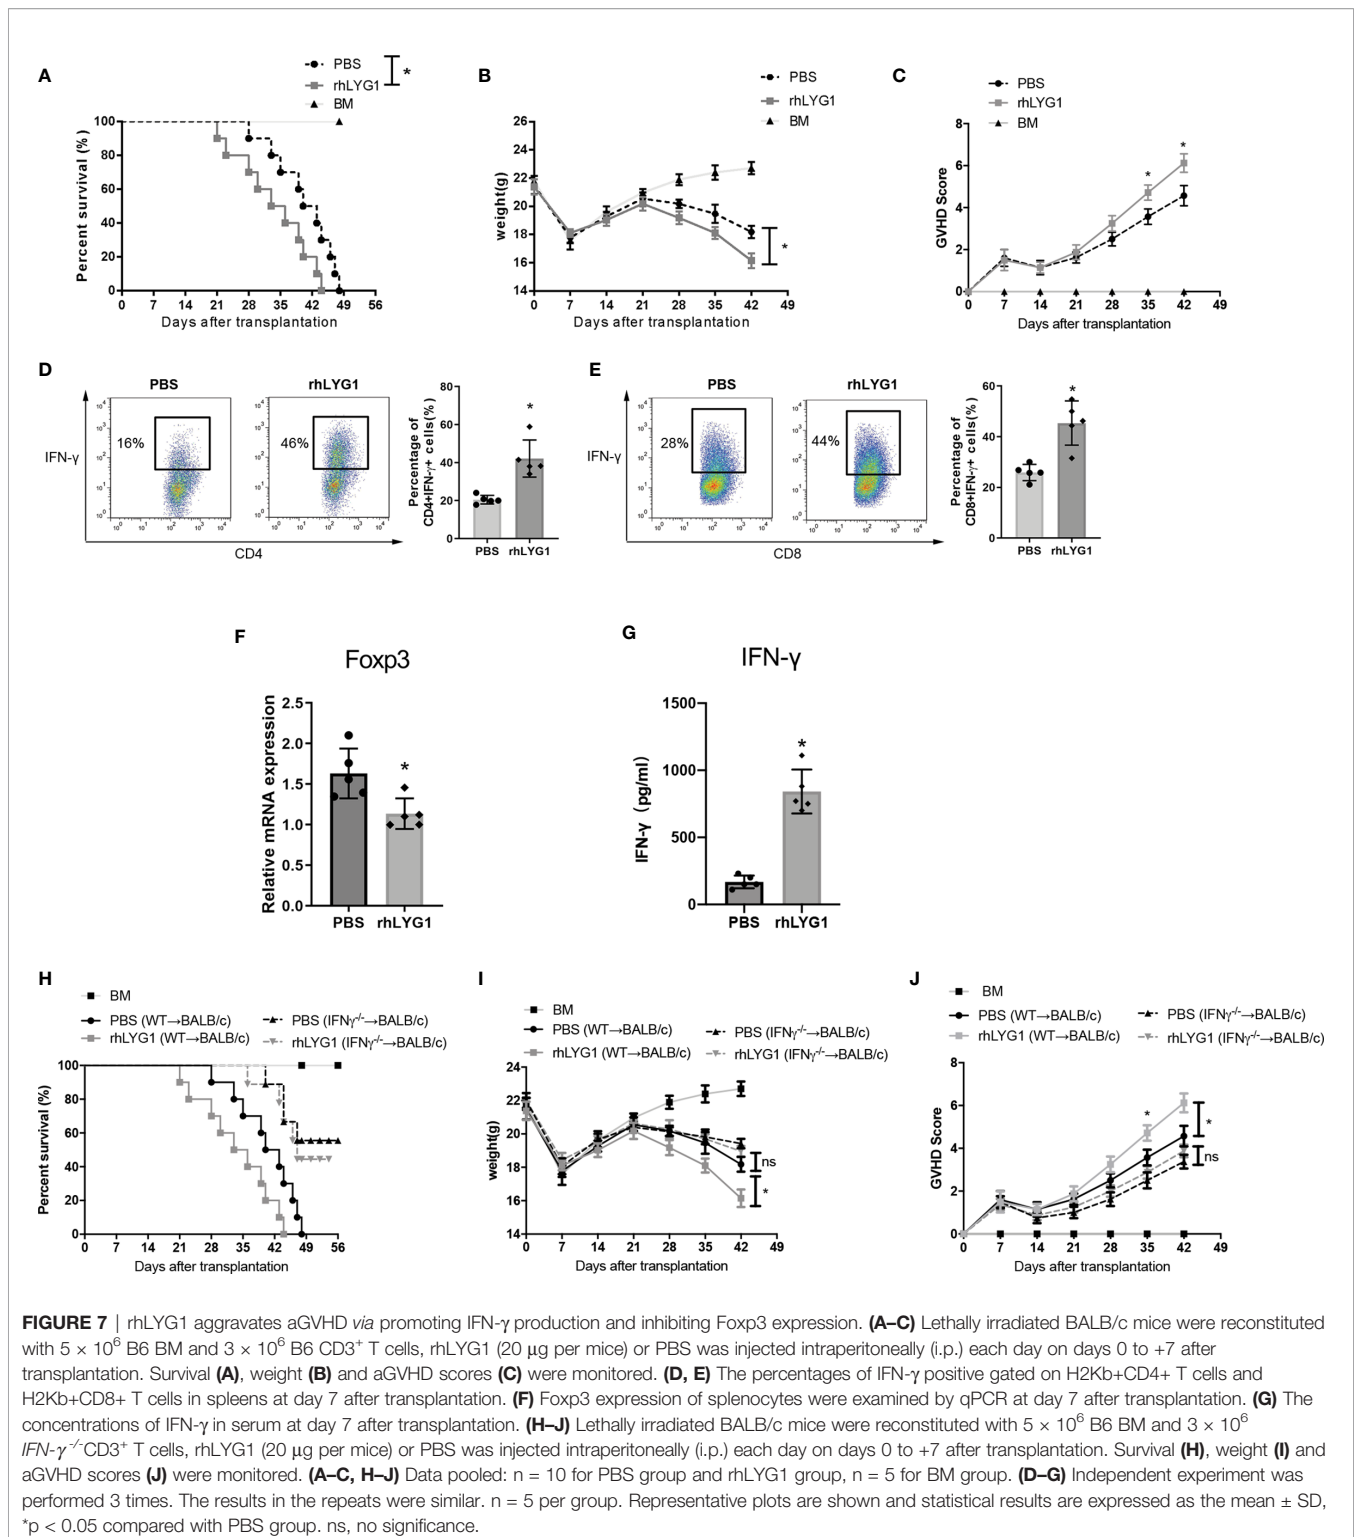 A
PBS
rhLYG1
BM
*
Percent survival (%)
100
80
60
40
20
0
0 7 14 21 28 35 42 49 56
Days after transplantation
B
PBS
rhLYG1
BM
weight(g)
26
24
22
20
18
16
14
*
0 7 14 21 28 35 42 49
Days after transplantation
C
PBS
rhLYG1
BM
GVHD Score
8
6
4
2
0
* *
0 7 14 21 28 35 42 49
Days after transplantation
D
PBS
rhLYG1
IFN-γ
16%
46%
10⁴
10³
10²
10¹
10⁰
10⁰ 10¹ 10² 10³ 10⁴
CD4
Percentage of
CD4+IFN-γ+ cells(%)
80
60
40
20
0
*
PBS rhLYG1
E
PBS
rhLYG1
IFN-γ
28%
44%
10⁴
10³
10²
10¹
10⁰
10⁰ 10¹ 10² 10³ 10⁴
CD8
Percentage of
CD8+IFN-γ+ cells(%)
60
40
20
0
*
PBS rhLYG1
F
Foxp3
Relative mRNA expression
2.5
2.0
1.5
1.0
0.5
0.0
*
PBS rhLYG1
G
IFN-γ
IFN-γ (pg/ml)
1500
1000
500
0
*
PBS rhLYG1
H
BM
PBS (WT→BALB/c)
rhLYG1 (WT→BALB/c)
PBS (IFNγ-/-→BALB/c)
rhLYG1 (IFNγ-/-→BALB/c)
Percent survival (%)
100
80
60
40
20
0
0 7 14 21 28 35 42 49 56
Days after transplantation
I
BM
PBS (WT→BALB/c)
rhLYG1 (WT→BALB/c)
PBS (IFNγ-/-→BALB/c)
rhLYG1 (IFNγ-/-→BALB/c)
weight(g)
24
22
20
18
16
14
ns
*
0 7 14 21 28 35 42 49
Days after transplantation
J
BM
PBS (WT→BALB/c)
rhLYG1 (WT→BALB/c)
PBS (IFNγ-/-→BALB/c)
rhLYG1 (IFNγ-/-→BALB/c)
GVHD Score
8
6
4
2
0
*
*
ns
0 7 14 21 28 35 42 49
Days after transplantation
FIGURE 7 | rhLYG1 aggravates aGVHD via promoting IFN-γ production and inhibiting Foxp3 expression. (A–C) Lethally irradiated BALB/c mice were reconstituted
with 5 × 10⁶ B6 BM and 3 × 10⁶ B6 CD3⁺ T cells, rhLYG1 (20 μg per mice) or PBS was injected intraperitoneally (i.p.) each day on days 0 to +7 after
transplantation. Survival (A), weight (B) and aGVHD scores (C) were monitored. (D, E) The percentages of IFN-γ positive gated on H2Kb+CD4+ T cells and
H2Kb+CD8+ T cells in spleens at day 7 after transplantation. (F) Foxp3 expression of splenocytes were examined by qPCR at day 7 after transplantation. (G) The
concentrations of IFN-γ in serum at day 7 after transplantation. (H–J) Lethally irradiated BALB/c mice were reconstituted with 5 × 10⁶ B6 BM and 3 × 10⁶
IFN-γ -/-CD3⁺ T cells, rhLYG1 (20 μg per mice) or PBS was injected intraperitoneally (i.p.) each day on days 0 to +7 after transplantation. Survival (H), weight (I) and
aGVHD scores (J) were monitored. (A–C, H–J) Data pooled: n = 10 for PBS group and rhLYG1 group, n = 5 for BM group. (D–G) Independent experiment was
performed 3 times. The results in the repeats were similar. n = 5 per group. Representative plots are shown and statistical results are expressed as the mean ± SD,
*p < 0.05 compared with PBS group. ns, no significance.